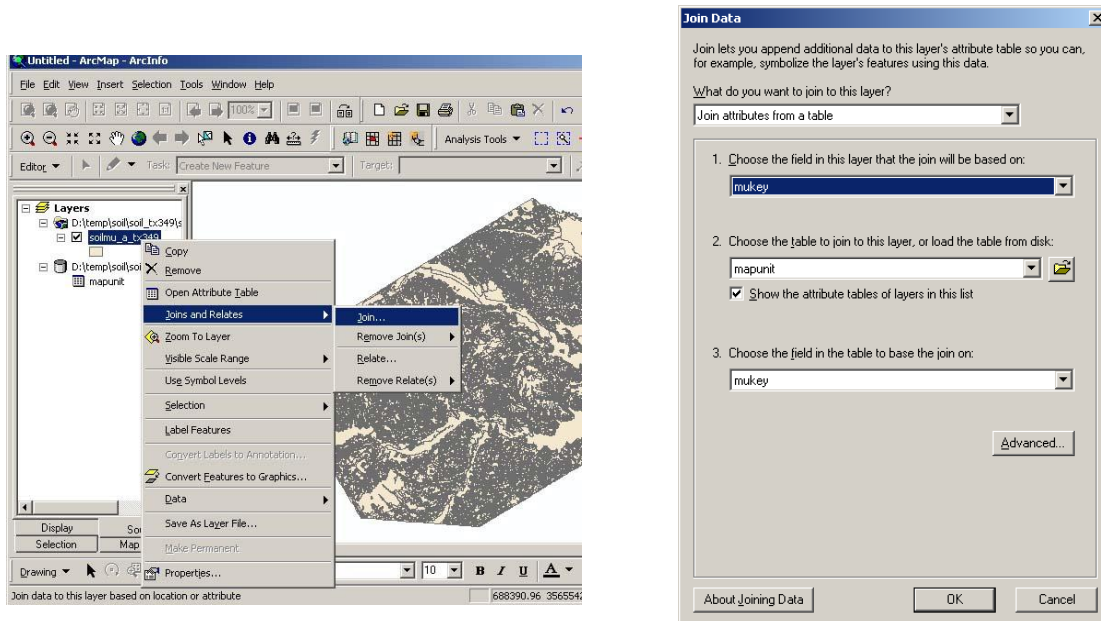 Untitled - ArcMap - ArcInfo
File Edit View Insert Selection Tools Window Help
100%
Analysis Tools
Editor Task: Create New Feature Target:
Layers
D:\temp\soil\soil_tx349\s
soilmu_a_tx349
D:\temp\soil\soi
mapunit
Display So
Selection Map
Copy
Remove
Open Attribute Table
Joins and Relates
Zoom To Layer
Visible Scale Range
Use Symbol Levels
Selection
Label Features
Convert Labels to Annotation...
Convert Features to Graphics...
Data
Save As Layer File...
Make Permanent
Properties...
Join...
Remove Join(s)
Relate...
Remove Relate(s)
Drawing 10 B I U A
Join data to this layer based on location or attribute 688390.96 3565542
Join Data
Join lets you append additional data to this layer's attribute table so you can,
for example, symbolize the layer's features using this data.
What do you want to join to this layer?
Join attributes from a table
1. Choose the field in this layer that the join will be based on:
mukey
2. Choose the table to join to this layer, or load the table from disk:
mapunit
Show the attribute tables of layers in this list
3. Choose the field in the table to base the join on:
mukey
Advanced...
About Joining Data OK Cancel